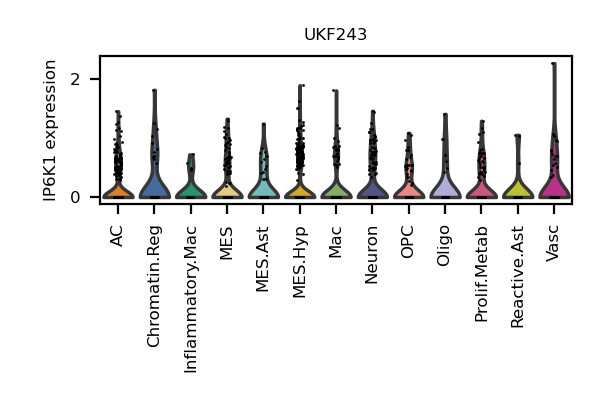 UKF243
IP6K1 expression
2
0
AC
Chromatin.Reg
Inflammatory.Mac
MES
MES.Ast
MES.Hyp
Mac
Neuron
OPC
Oligo
Prolif.Metab
Reactive.Ast
Vasc